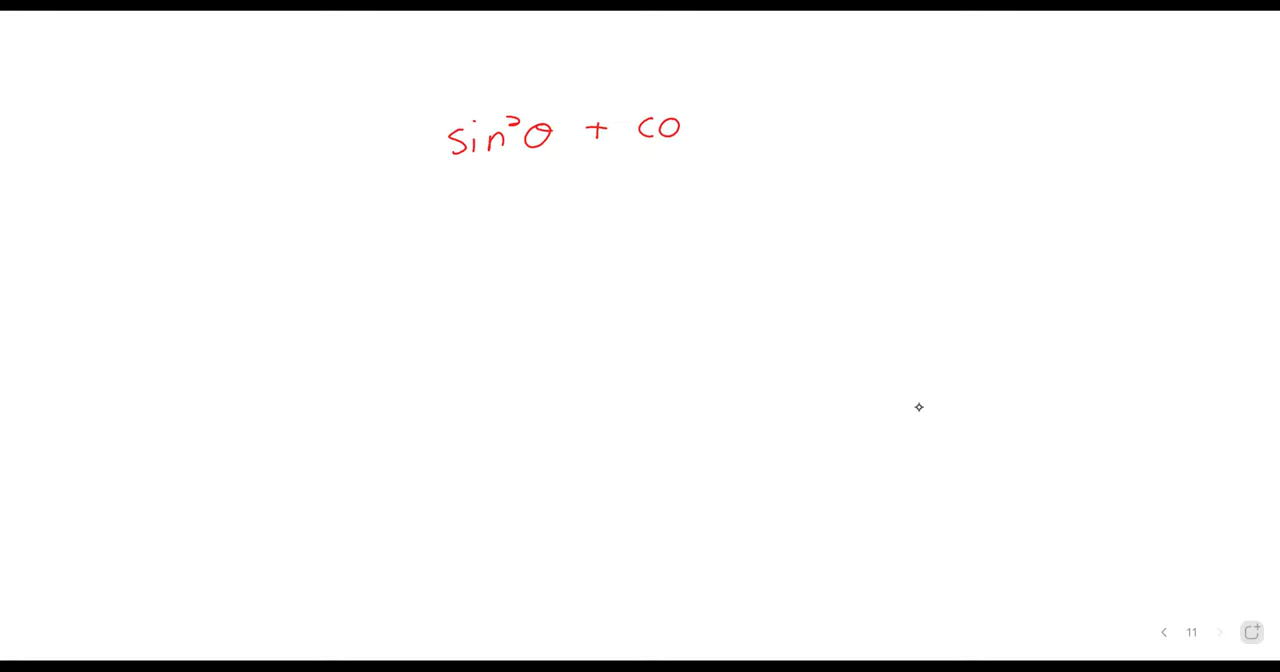 sin²θ + co
11